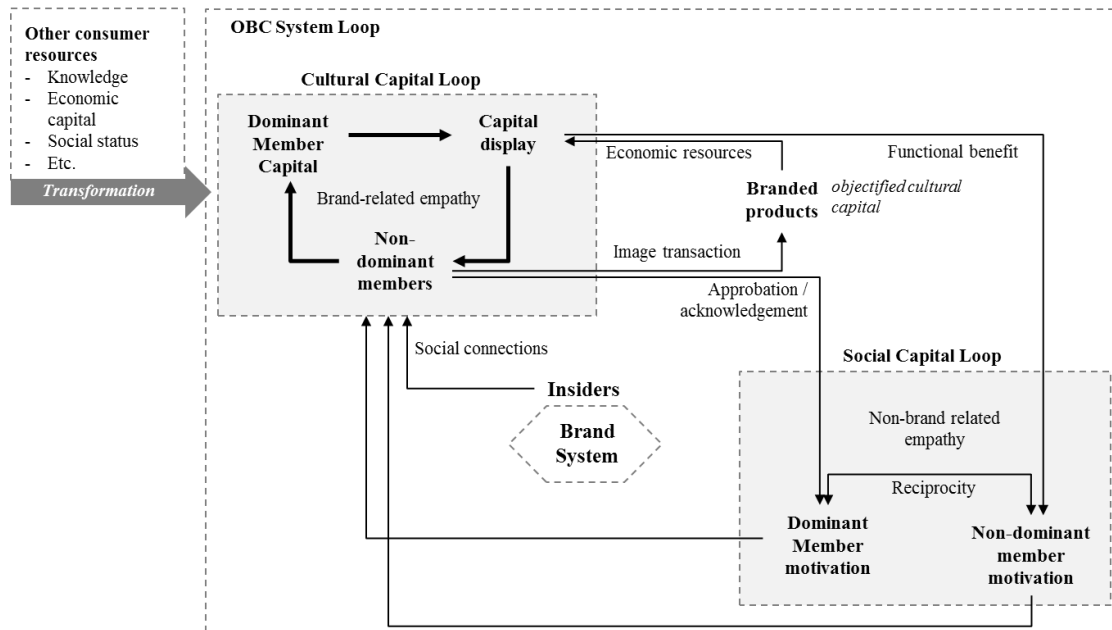 Other consumer
resources
- Knowledge
- Economic
capital
- Social status
- Etc.
Transformation
OBC System Loop
Cultural Capital Loop
Dominant
Member
Capital
Capital
display
Brand-related empathy
Non-
dominant
members
Economic resources
Functional benefit
Branded
products
objectified cultural
capital
Image transaction
Approbation /
acknowledgement
Social connections
Insiders
Brand
System
Social Capital Loop
Non-brand related
empathy
Reciprocity
Dominant
Member
motivation
Non-dominant
member
motivation